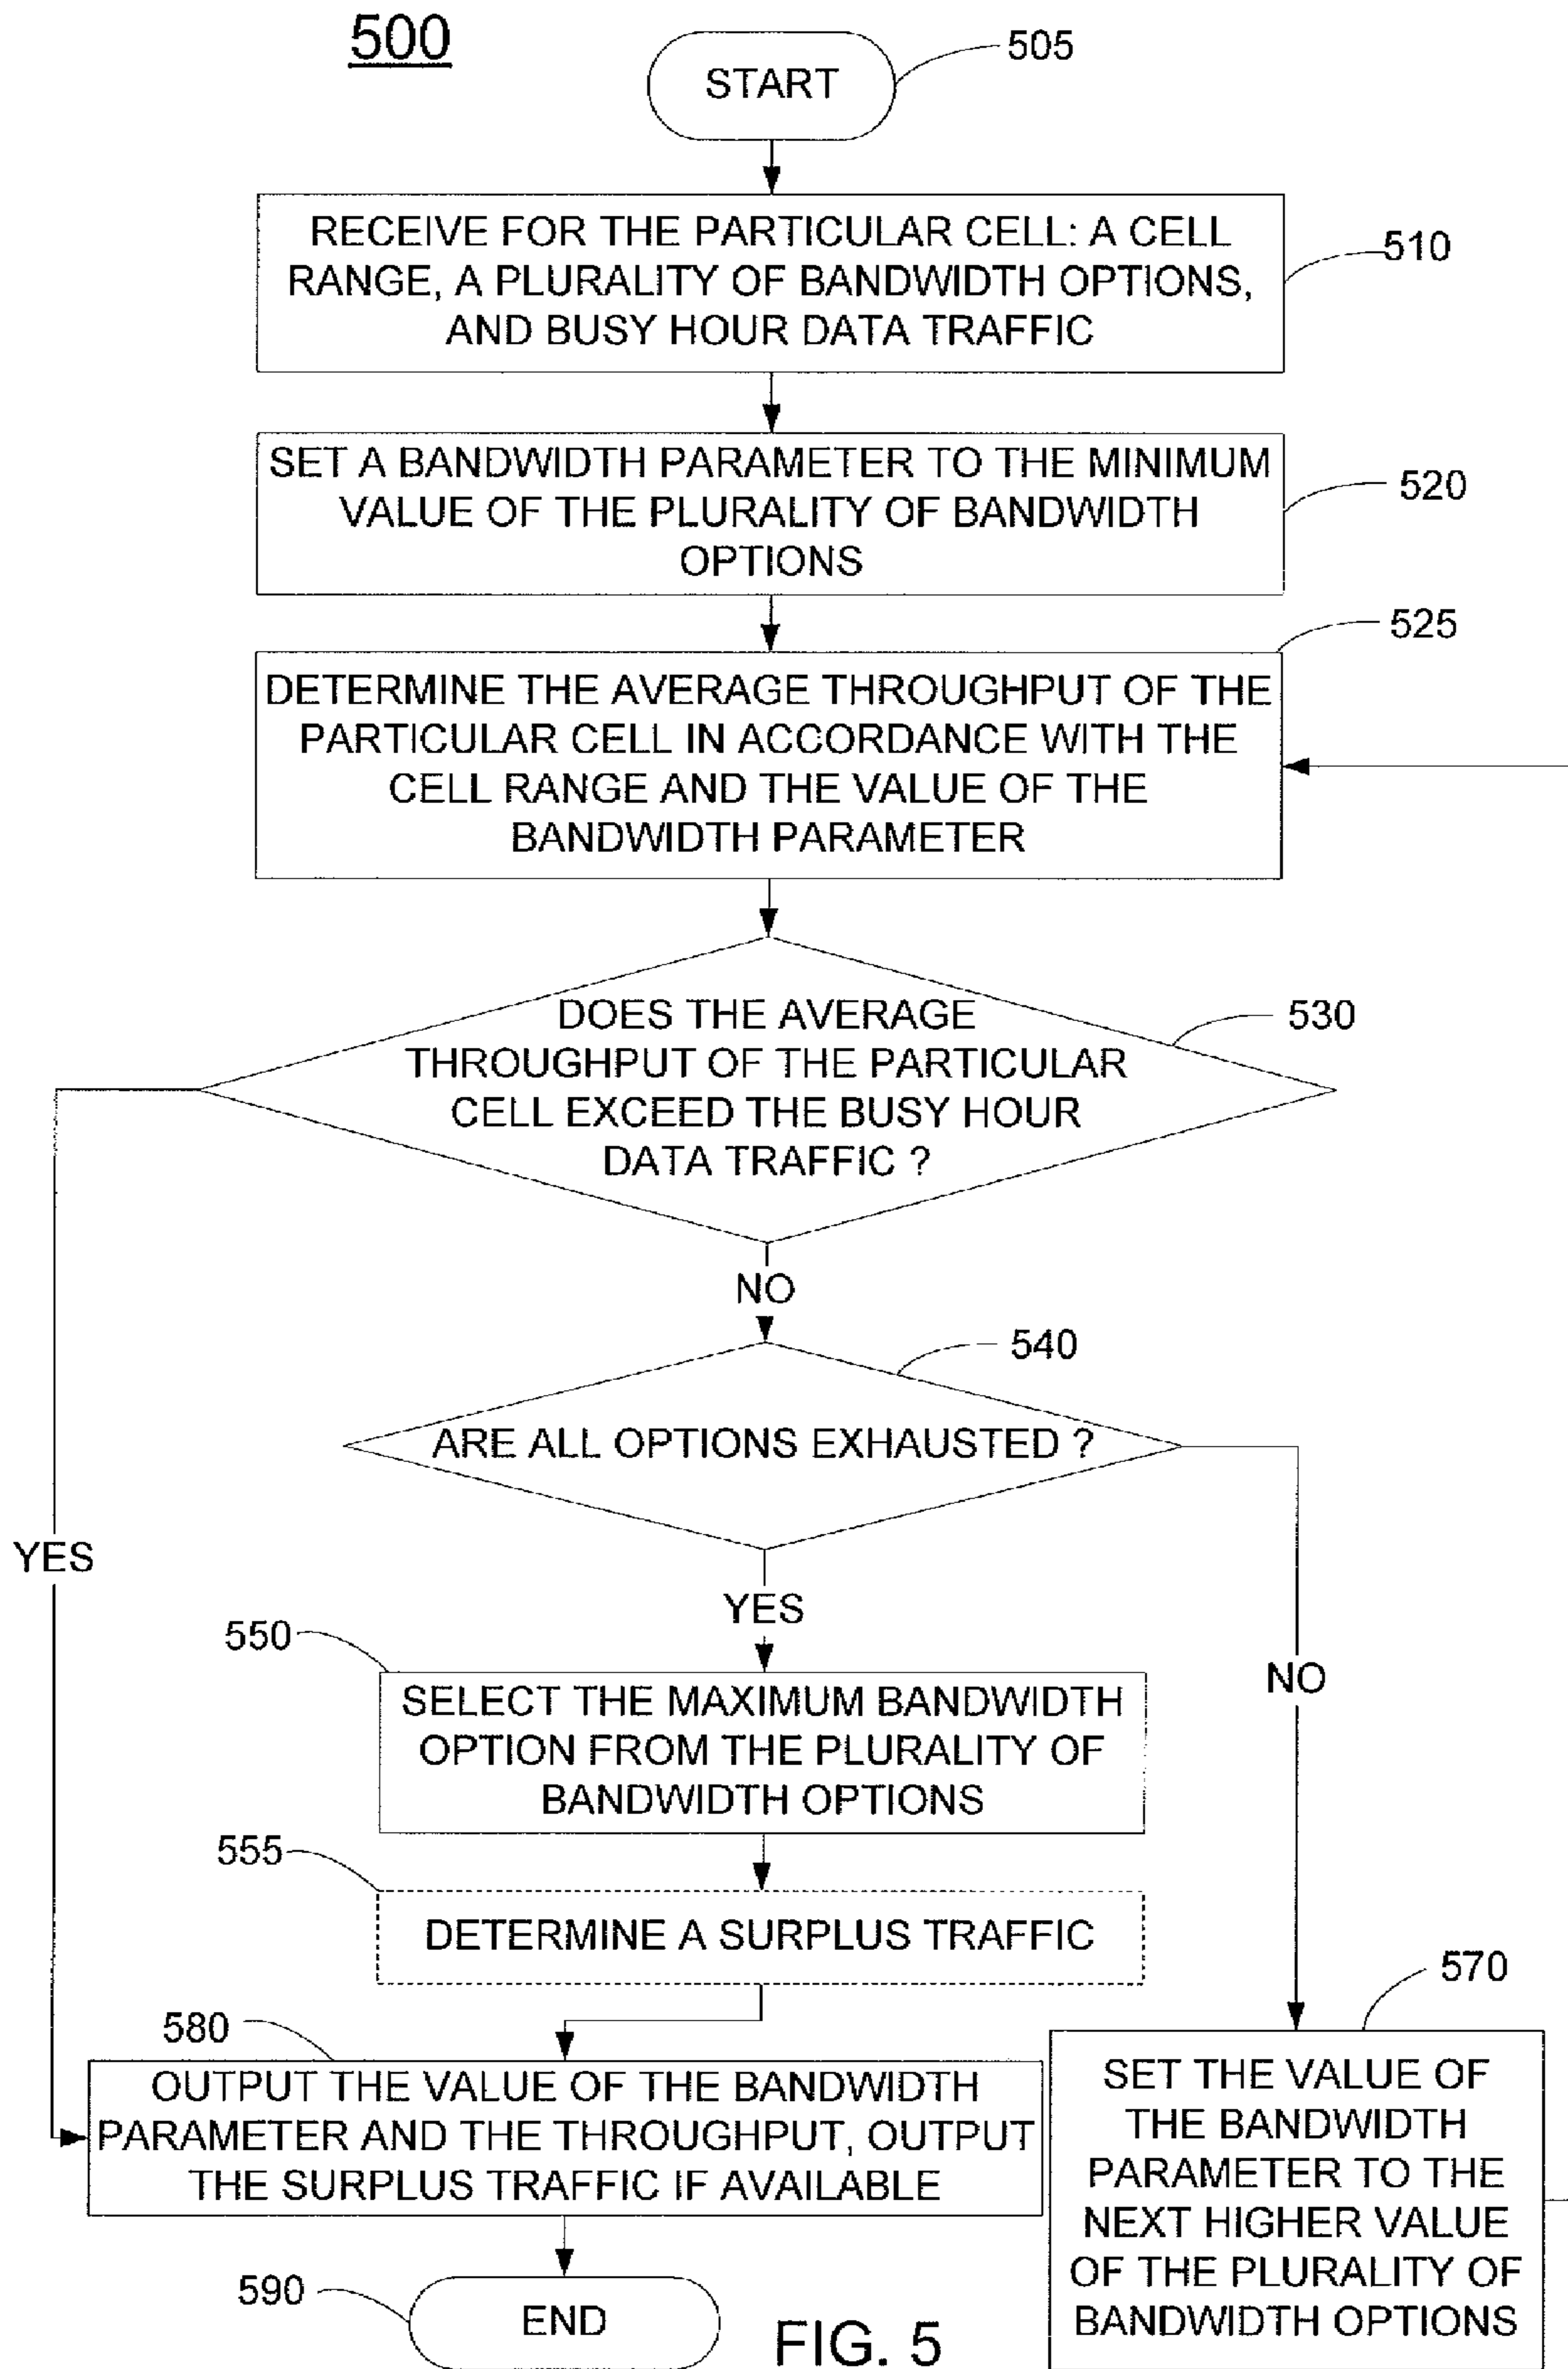 500
START
505
RECEIVE FOR THE PARTICULAR CELL: A CELL
RANGE, A PLURALITY OF BANDWIDTH OPTIONS,
AND BUSY HOUR DATA TRAFFIC
510
SET A BANDWIDTH PARAMETER TO THE MINIMUM
VALUE OF THE PLURALITY OF BANDWIDTH
OPTIONS
520
525
DETERMINE THE AVERAGE THROUGHPUT OF THE
PARTICULAR CELL IN ACCORDANCE WITH THE
CELL RANGE AND THE VALUE OF THE
BANDWIDTH PARAMETER
DOES THE AVERAGE
THROUGHPUT OF THE PARTICULAR
CELL EXCEED THE BUSY HOUR
DATA TRAFFIC ?
530
NO
540
ARE ALL OPTIONS EXHAUSTED ?
YES
YES
NO
550
SELECT THE MAXIMUM BANDWIDTH
OPTION FROM THE PLURALITY OF
BANDWIDTH OPTIONS
555
DETERMINE A SURPLUS TRAFFIC
570
SET THE VALUE OF
THE BANDWIDTH
PARAMETER TO THE
NEXT HIGHER VALUE
OF THE PLURALITY OF
BANDWIDTH OPTIONS
580
OUTPUT THE VALUE OF THE BANDWIDTH
PARAMETER AND THE THROUGHPUT, OUTPUT
THE SURPLUS TRAFFIC IF AVAILABLE
590
END
FIG. 5